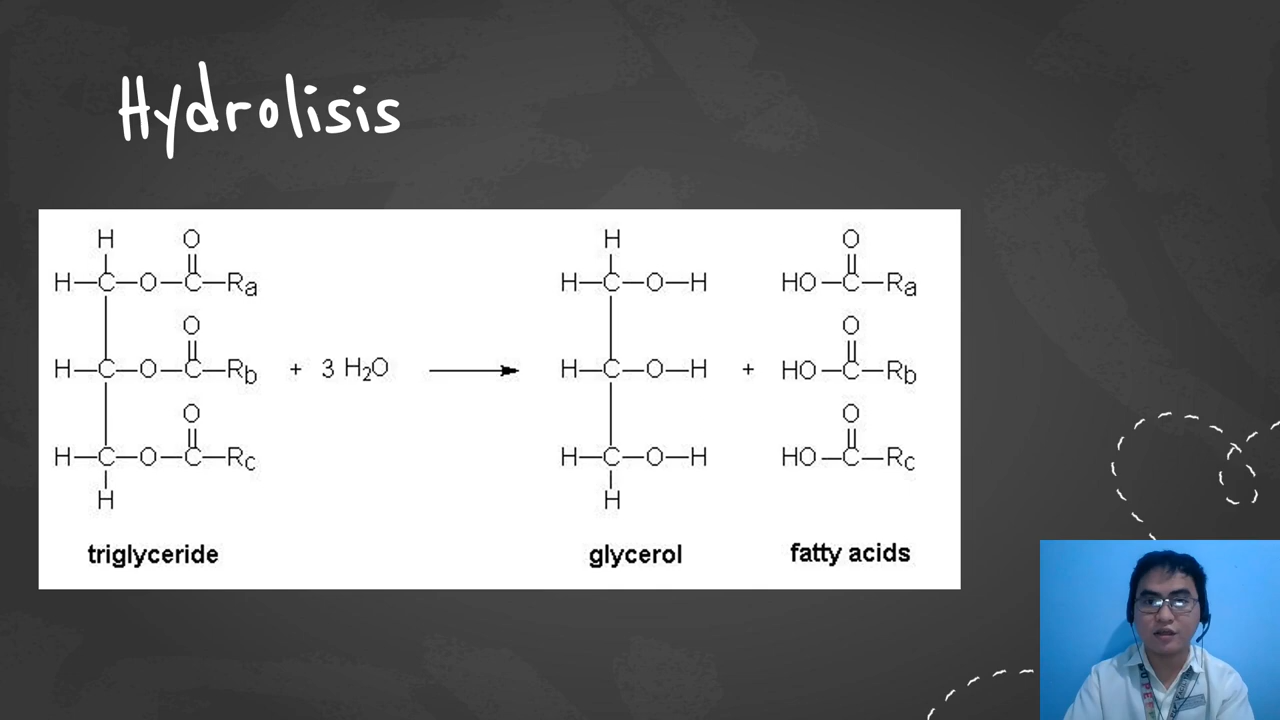 Hydrolisis
H H
O O
H–C–O–C–Ra H–C–O–H HO–C–Ra
O O
H–C–O–C–Rb + 3 H₂O → H–C–O–H + HO–C–Rb
O O
H–C–O–C–Rc H–C–O–H HO–C–Rc
H H
triglyceride glycerol fatty acids